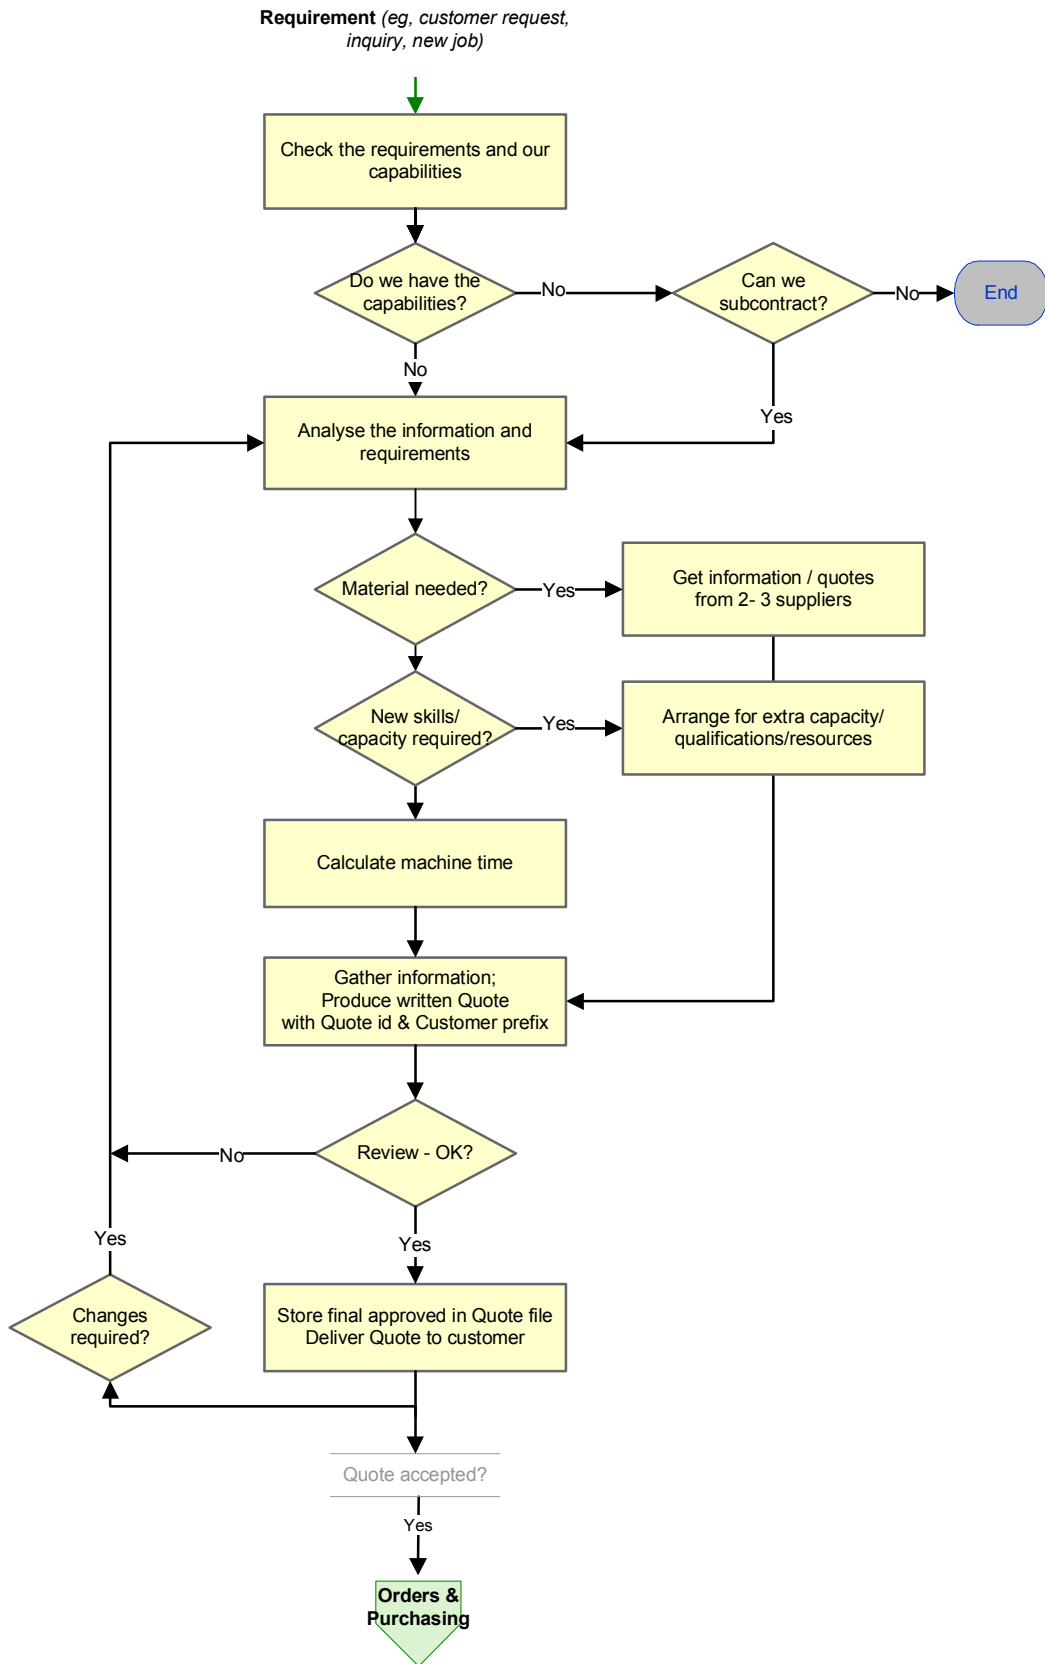 Requirement (eg, customer request,
inquiry, new job)
Check the requirements and our
capabilities
Do we have the
capabilities?
No
Can we
subcontract?
No
End
No
Yes
Analyse the information and
requirements
Material needed?
Yes
Get information / quotes
from 2- 3 suppliers
New skills/
capacity required?
Yes
Arrange for extra capacity/
qualifications/resources
Calculate machine time
Gather information;
Produce written Quote
with Quote id & Customer prefix
Review - OK?
No
Yes
Yes
Changes
required?
Store final approved in Quote file
Deliver Quote to customer
Quote accepted?
Yes
Orders &
Purchasing